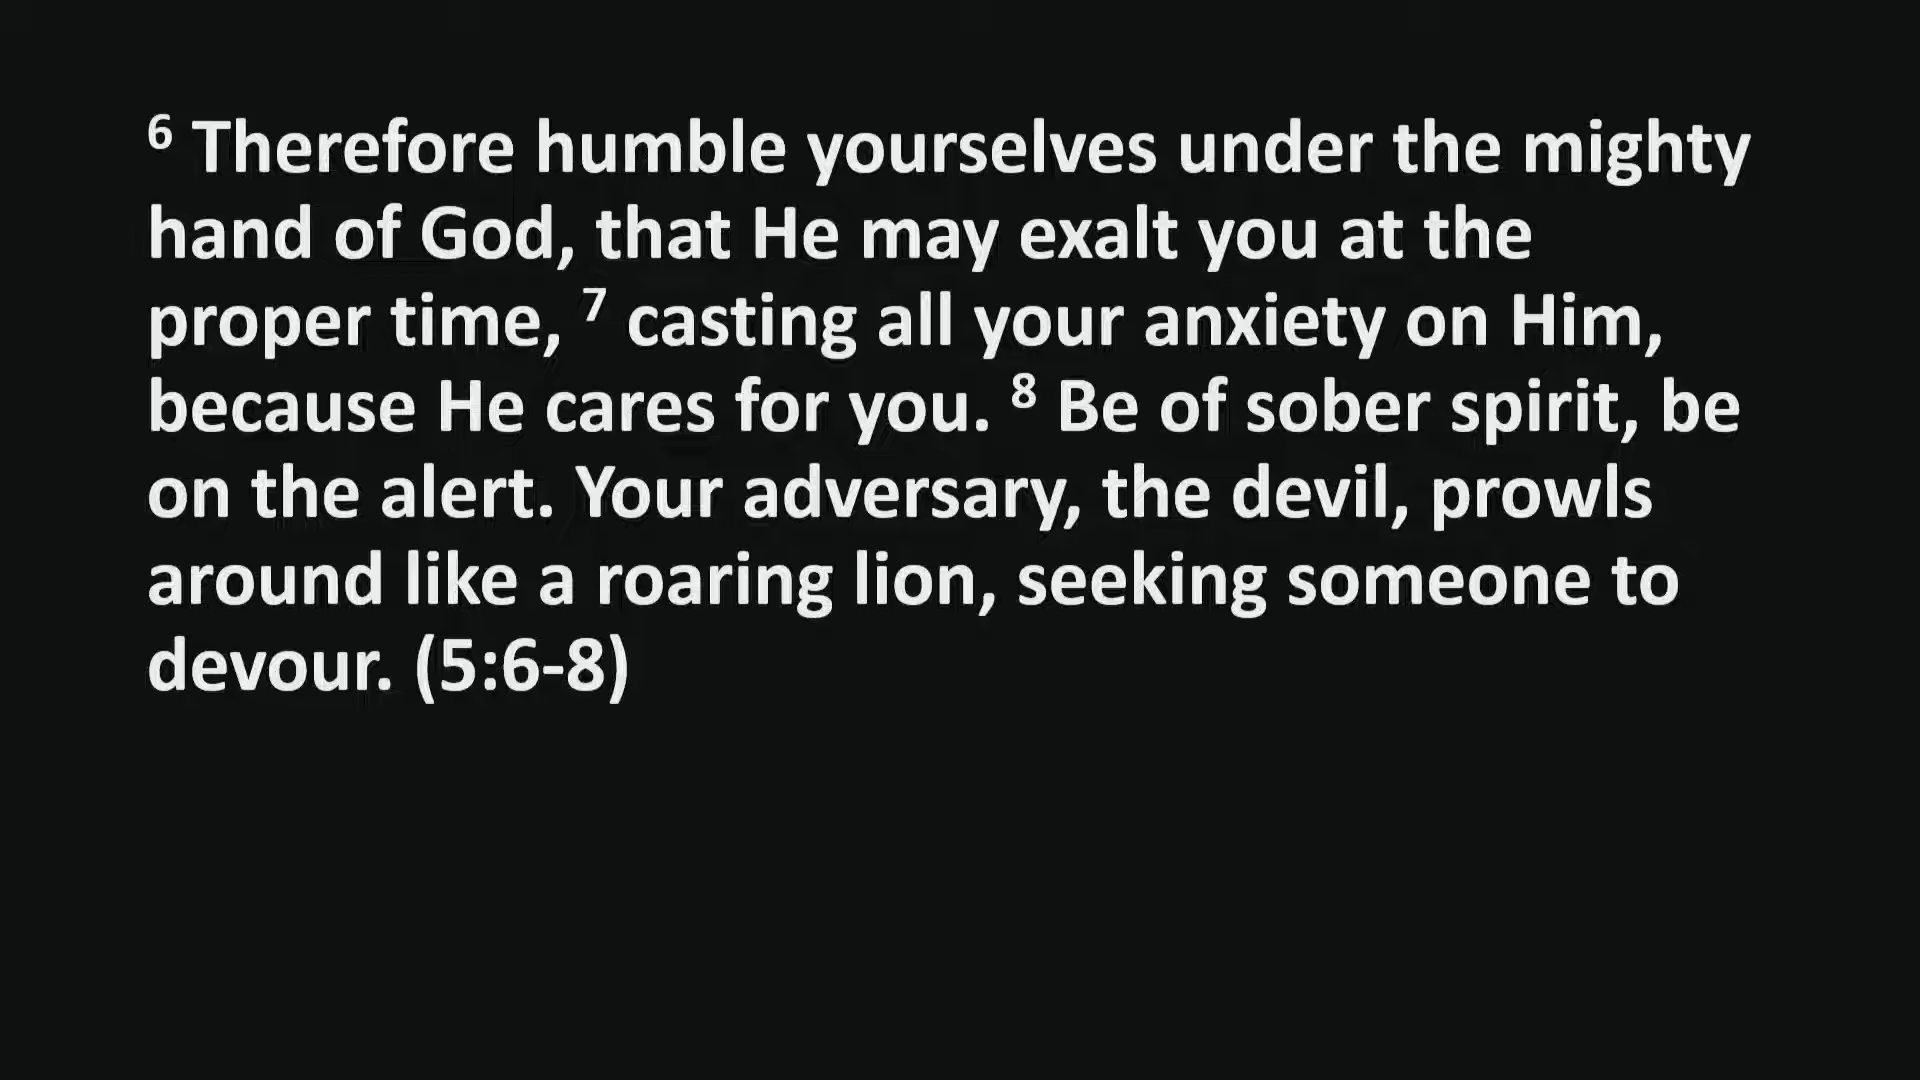 ⁶ Therefore humble yourselves under the mighty
hand of God, that He may exalt you at the
proper time, ⁷ casting all your anxiety on Him,
because He cares for you. ⁸ Be of sober spirit, be
on the alert. Your adversary, the devil, prowls
around like a roaring lion, seeking someone to
devour. (5:6-8)